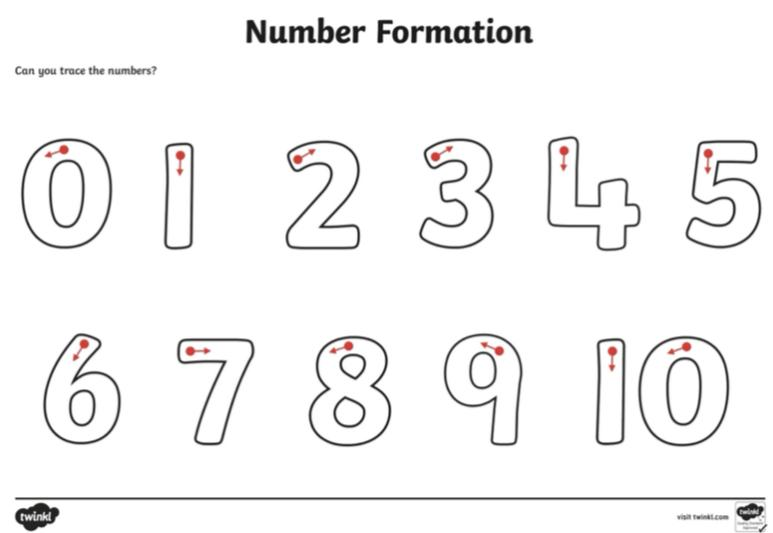 Number Formation
Can you trace the numbers?
0 1 2 3 4 5
6 7 8 9 10
twinkl visit twinkl.com twinkl